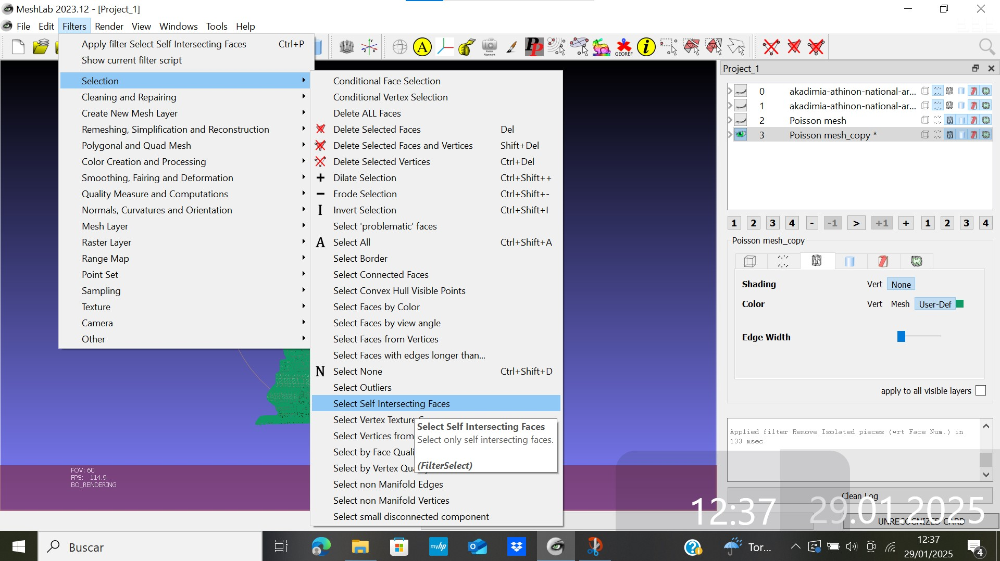 MeshLab 2023.12 - [Project_1]
File Edit Filters Render View Windows Tools Help
Apply filter Select Self Intersecting Faces Ctrl+P
Show current filter script
Selection
Cleaning and Repairing
Create New Mesh Layer
Remeshing, Simplification and Reconstruction
Polygonal and Quad Mesh
Color Creation and Processing
Smoothing, Fairing and Deformation
Quality Measure and Computations
Normals, Curvatures and Orientation
Mesh Layer
Raster Layer
Range Map
Point Set
Sampling
Texture
Camera
Other
Conditional Face Selection
Conditional Vertex Selection
Delete ALL Faces
Delete Selected Faces Del
Delete Selected Faces and Vertices Shift+Del
Delete Selected Vertices Ctrl+Del
Dilate Selection Ctrl+Shift++
Erode Selection Ctrl+Shift+-
I Invert Selection Ctrl+Shift+I
Select 'problematic' faces
A Select All Ctrl+Shift+A
Select Border
Select Connected Faces
Select Convex Hull Visible Points
Select Faces by Color
Select Faces by view angle
Select Faces from Vertices
Select Faces with edges longer than...
N Select None Ctrl+Shift+D
Select Outliers
Select Self Intersecting Faces
Select Vertex Texture
Select Vertices from
Select by Face Quali
Select by Vertex Qua
Select non Manifold Edges
Select non Manifold Vertices
Select small disconnected component
Select Self Intersecting Faces
Select only self intersecting faces.
(FilterSelect)
A
PP
GEOREF
i
Project_1
0 akadimia-athinon-national-ar...
1 akadimia-athinon-national-ar...
2 Poisson mesh
3 Poisson mesh_copy *
1 2 3 4 - -1 > +1 + 1 2 3 4
Poisson mesh_copy
Shading Vert None
Color Vert Mesh User-Def
Edge Width
apply to all visible layers
Applied filter Remove Isolated pieces (wrt Face Num.) in
133 msec
Clean Log
FOV: 60
FPS: 114.9
BO_RENDERING
12:37 29.01.2025
UNRECOGNIZED CARD
Buscar
myhp
Tor...
12:37
29/01/2025
4